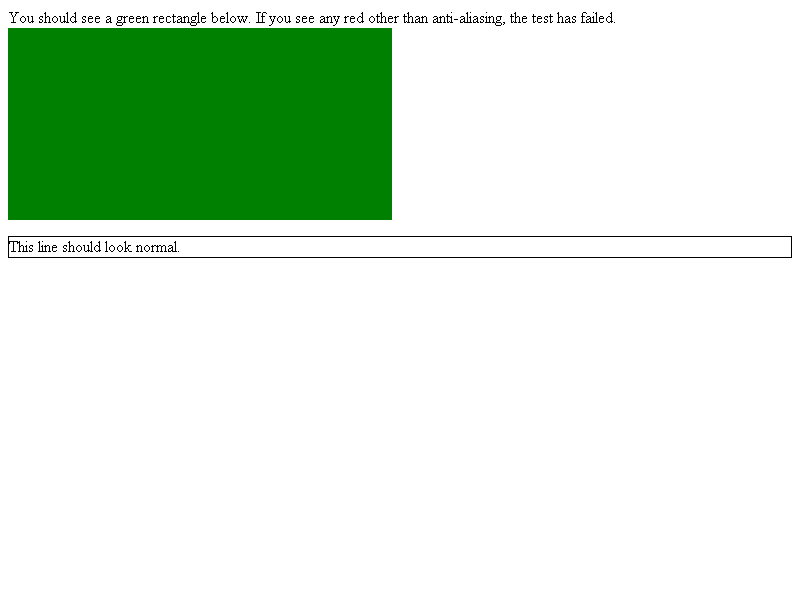 You should see a green rectangle below. If you see any red other than anti-aliasing, the test has failed.
This line should look normal.